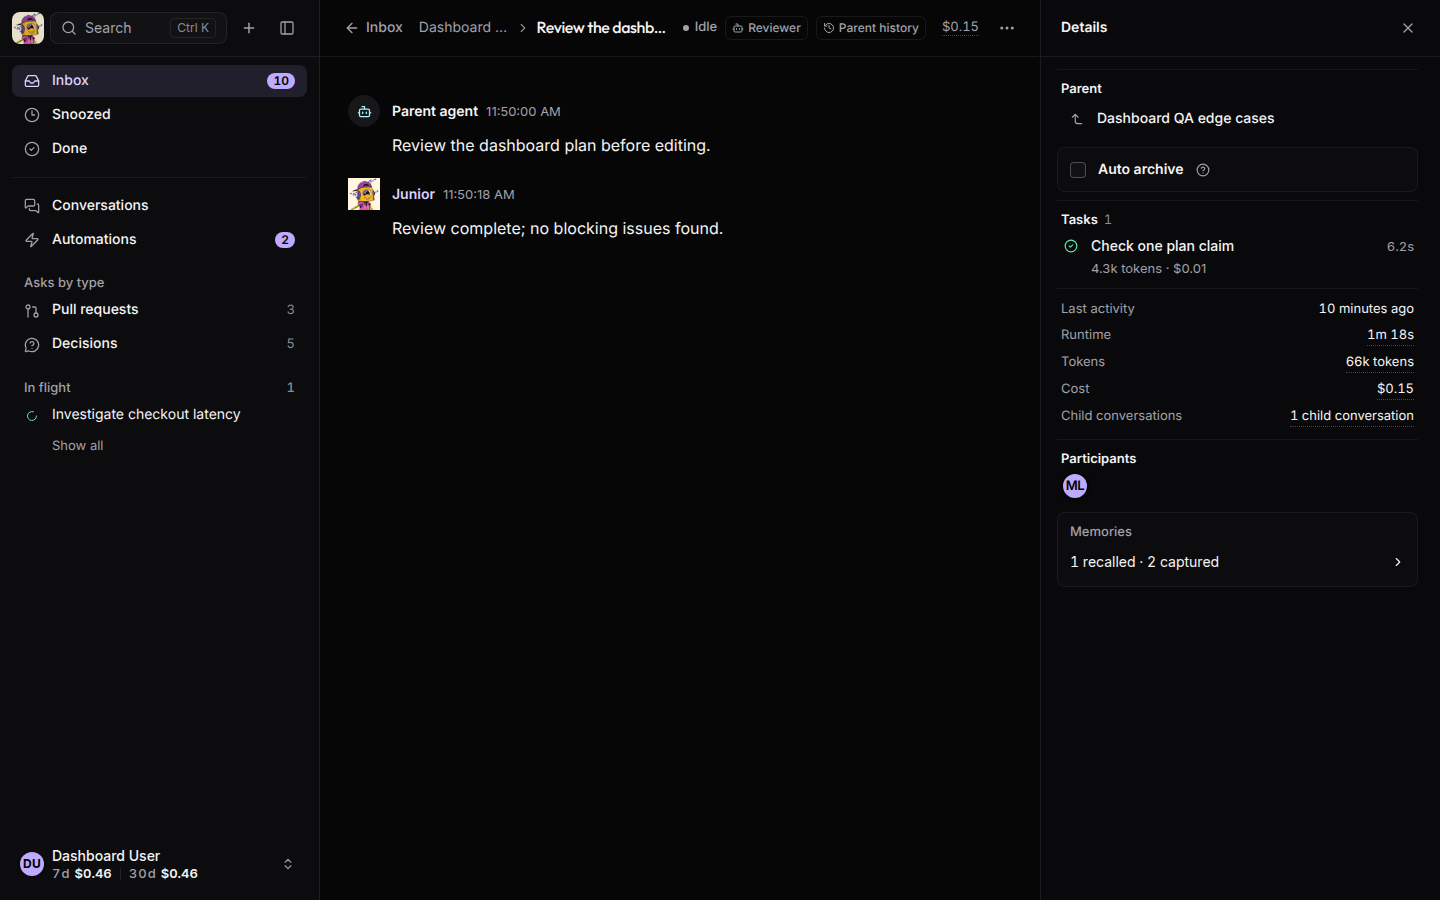 Search
Ctrl K
Inbox
10
Snoozed
Done
Conversations
Automations
2
Asks by type
Pull requests
3
Decisions
5
In flight
1
Investigate checkout latency
Show all
DU
Dashboard User
7d $0.46 30d $0.46
Inbox
Dashboard ...
Review the dashb...
Idle
Reviewer
Parent history
$0.15
Parent agent 11:50:00 AM
Review the dashboard plan before editing.
Junior 11:50:18 AM
Review complete; no blocking issues found.
Details
Parent
Dashboard QA edge cases
Auto archive
Tasks 1
Check one plan claim 6.2s
4.3k tokens · $0.01
Last activity 10 minutes ago
Runtime 1m 18s
Tokens 66k tokens
Cost $0.15
Child conversations 1 child conversation
Participants
ML
Memories
1 recalled · 2 captured